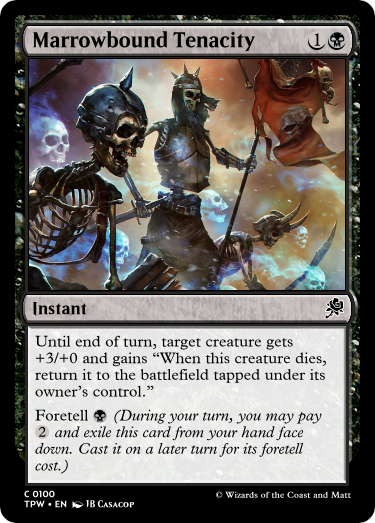 Marrowbound Tenacity 1
Instant
Until end of turn, target creature gets
+3/+0 and gains “When this creature dies,
return it to the battlefield tapped under its
owner's control.”
Foretell (During your turn, you may pay
2 and exile this card from your hand face
down. Cast it on a later turn for its foretell
cost.)
C 0100
TPW • EN JB Casacop
© Wizards of the Coast and Matt